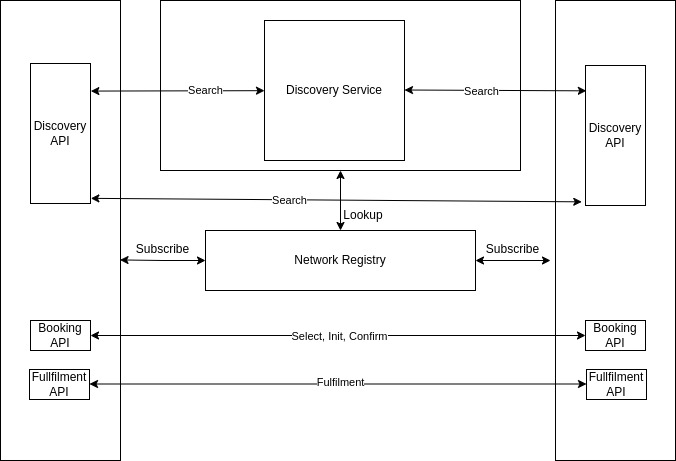 Search
Discovery Service
Search
Discovery
API
Discovery
API
Search
Lookup
Subscribe
Network Registry
Subscribe
Booking
API
Select, Init, Confirm
Booking
API
Fullfilment
API
Fulfilment
Fullfilment
API